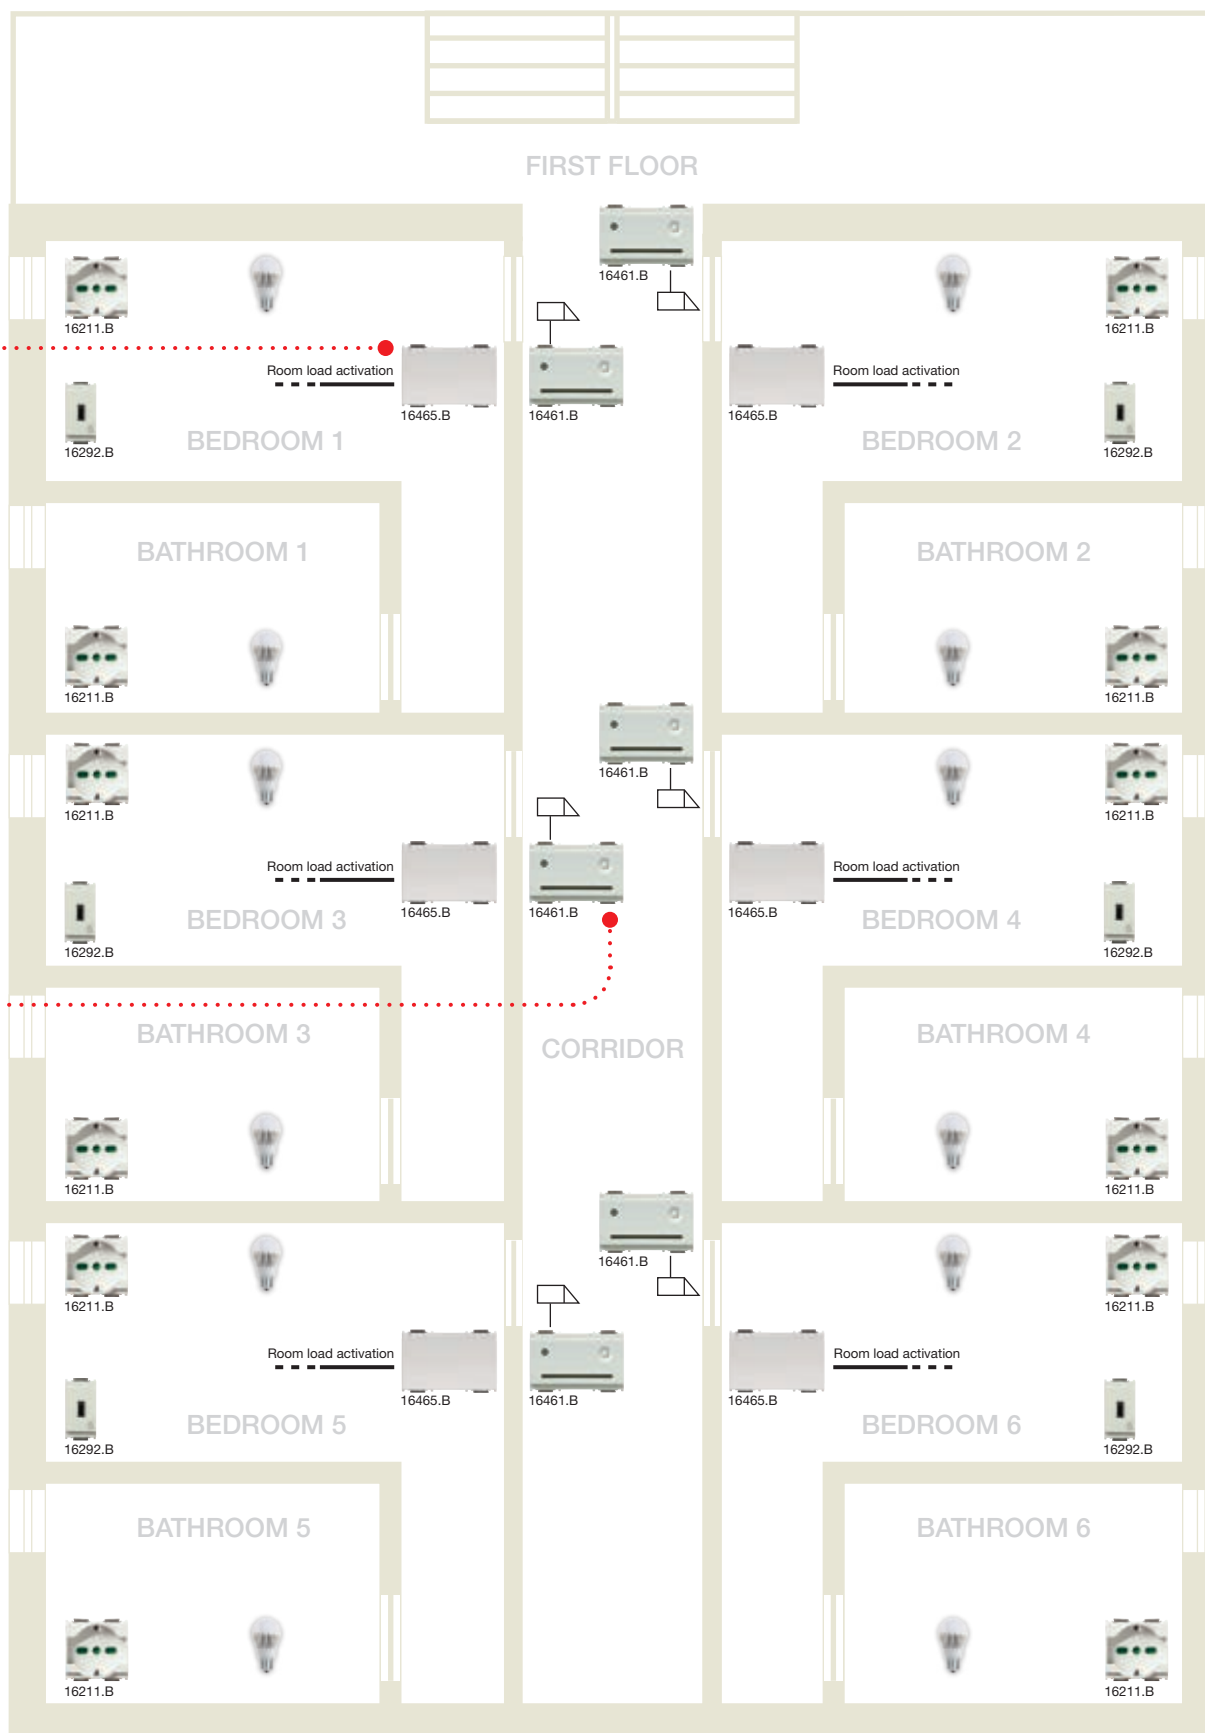 FIRST FLOOR
16461.B
16211.B
16211.B
Room load activation
16465.B
16461.B
16465.B
Room load activation
16292.B
BEDROOM 1
BEDROOM 2
16292.B
BATHROOM 1
BATHROOM 2
16211.B
16211.B
16461.B
16211.B
16211.B
Room load activation
16465.B
16461.B
16465.B
Room load activation
16292.B
BEDROOM 3
BEDROOM 4
16292.B
BATHROOM 3
CORRIDOR
BATHROOM 4
16211.B
16211.B
16461.B
16211.B
16211.B
Room load activation
16465.B
16461.B
16465.B
Room load activation
16292.B
BEDROOM 5
BEDROOM 6
16292.B
BATHROOM 5
BATHROOM 6
16211.B
16211.B